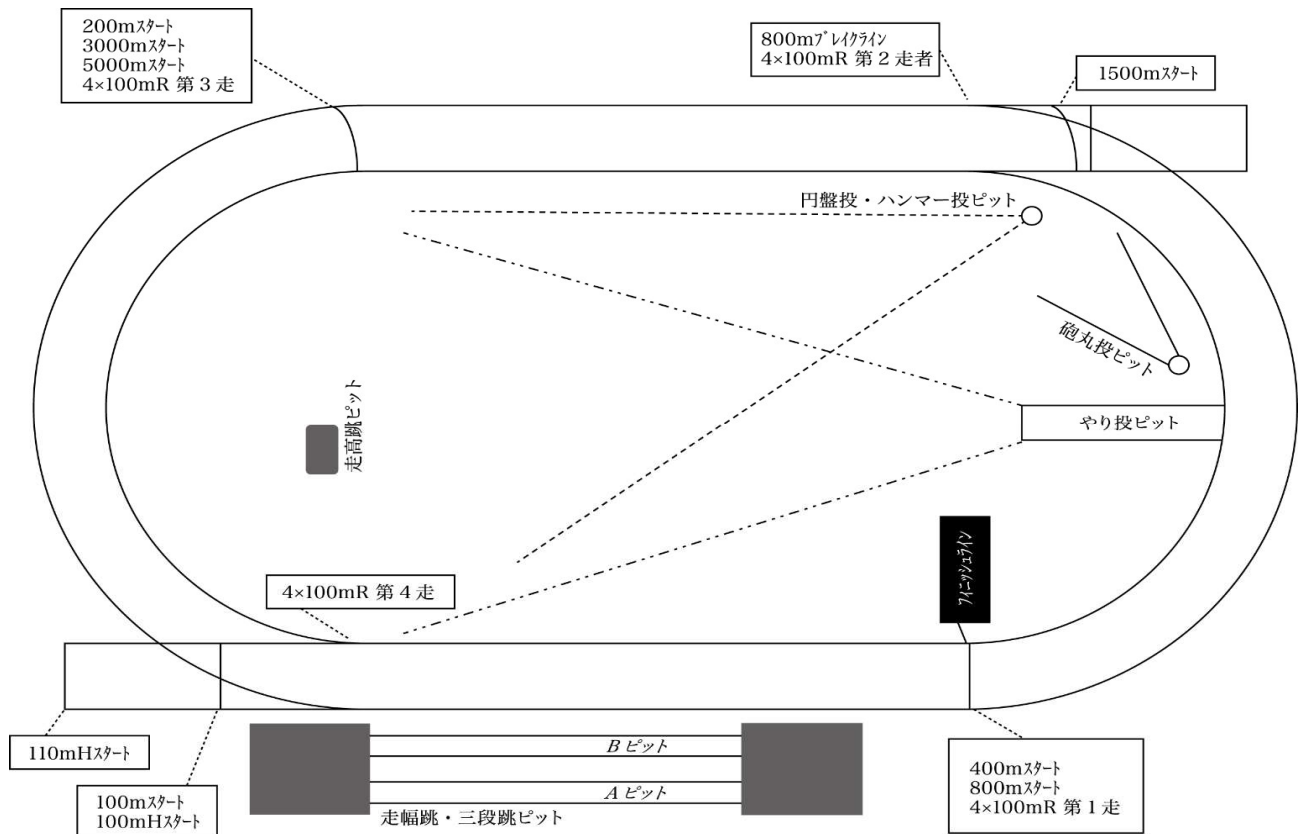 200mｽﾀｰﾄ
3000mｽﾀｰﾄ
5000mｽﾀｰﾄ
4×100mR 第３走
800mﾌﾞﾚｲｸﾗｲﾝ
4×100mR 第２走者
1500mｽﾀｰﾄ
円盤投・ハンマー投ピット
砲丸投ピット
やり投ピット
走高跳ピット
ﾌｨﾆｯｼｭﾗｲﾝ
4×100mR 第４走
110mHｽﾀｰﾄ
100mｽﾀｰﾄ
100mHｽﾀｰﾄ
B ピット
A ピット
走幅跳・三段跳ピット
400mｽﾀｰﾄ
800mｽﾀｰﾄ
4×100mR 第１走